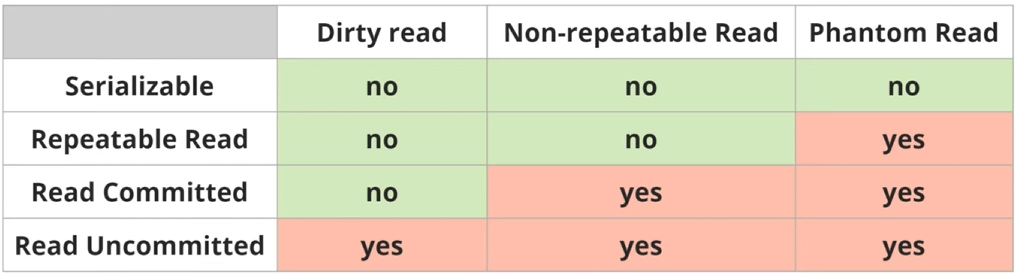 Dirty read Non-repeatable Read Phantom Read
Serializable no no no
Repeatable Read no no yes
Read Committed no yes yes
Read Uncommitted yes yes yes